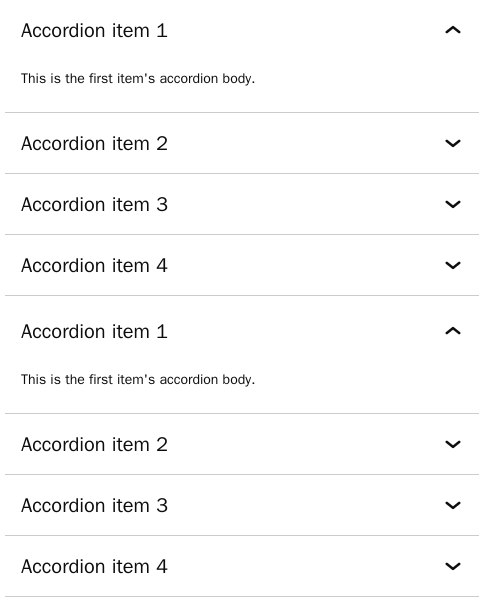 Accordion item 1
This is the first item's accordion body.
Accordion item 2
Accordion item 3
Accordion item 4
Accordion item 1
This is the first item's accordion body.
Accordion item 2
Accordion item 3
Accordion item 4